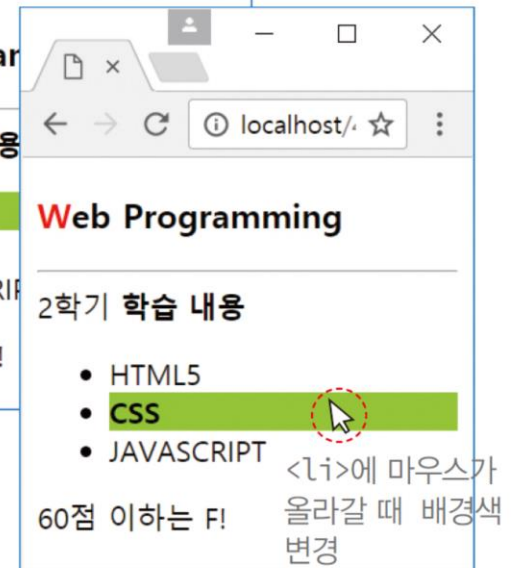 localhost/
Web Programming
2학기 학습 내용
HTML5
CSS
JAVASCRIPT
<li>에 마우스가
올라갈 때 배경색
변경
60점 이하는 F!